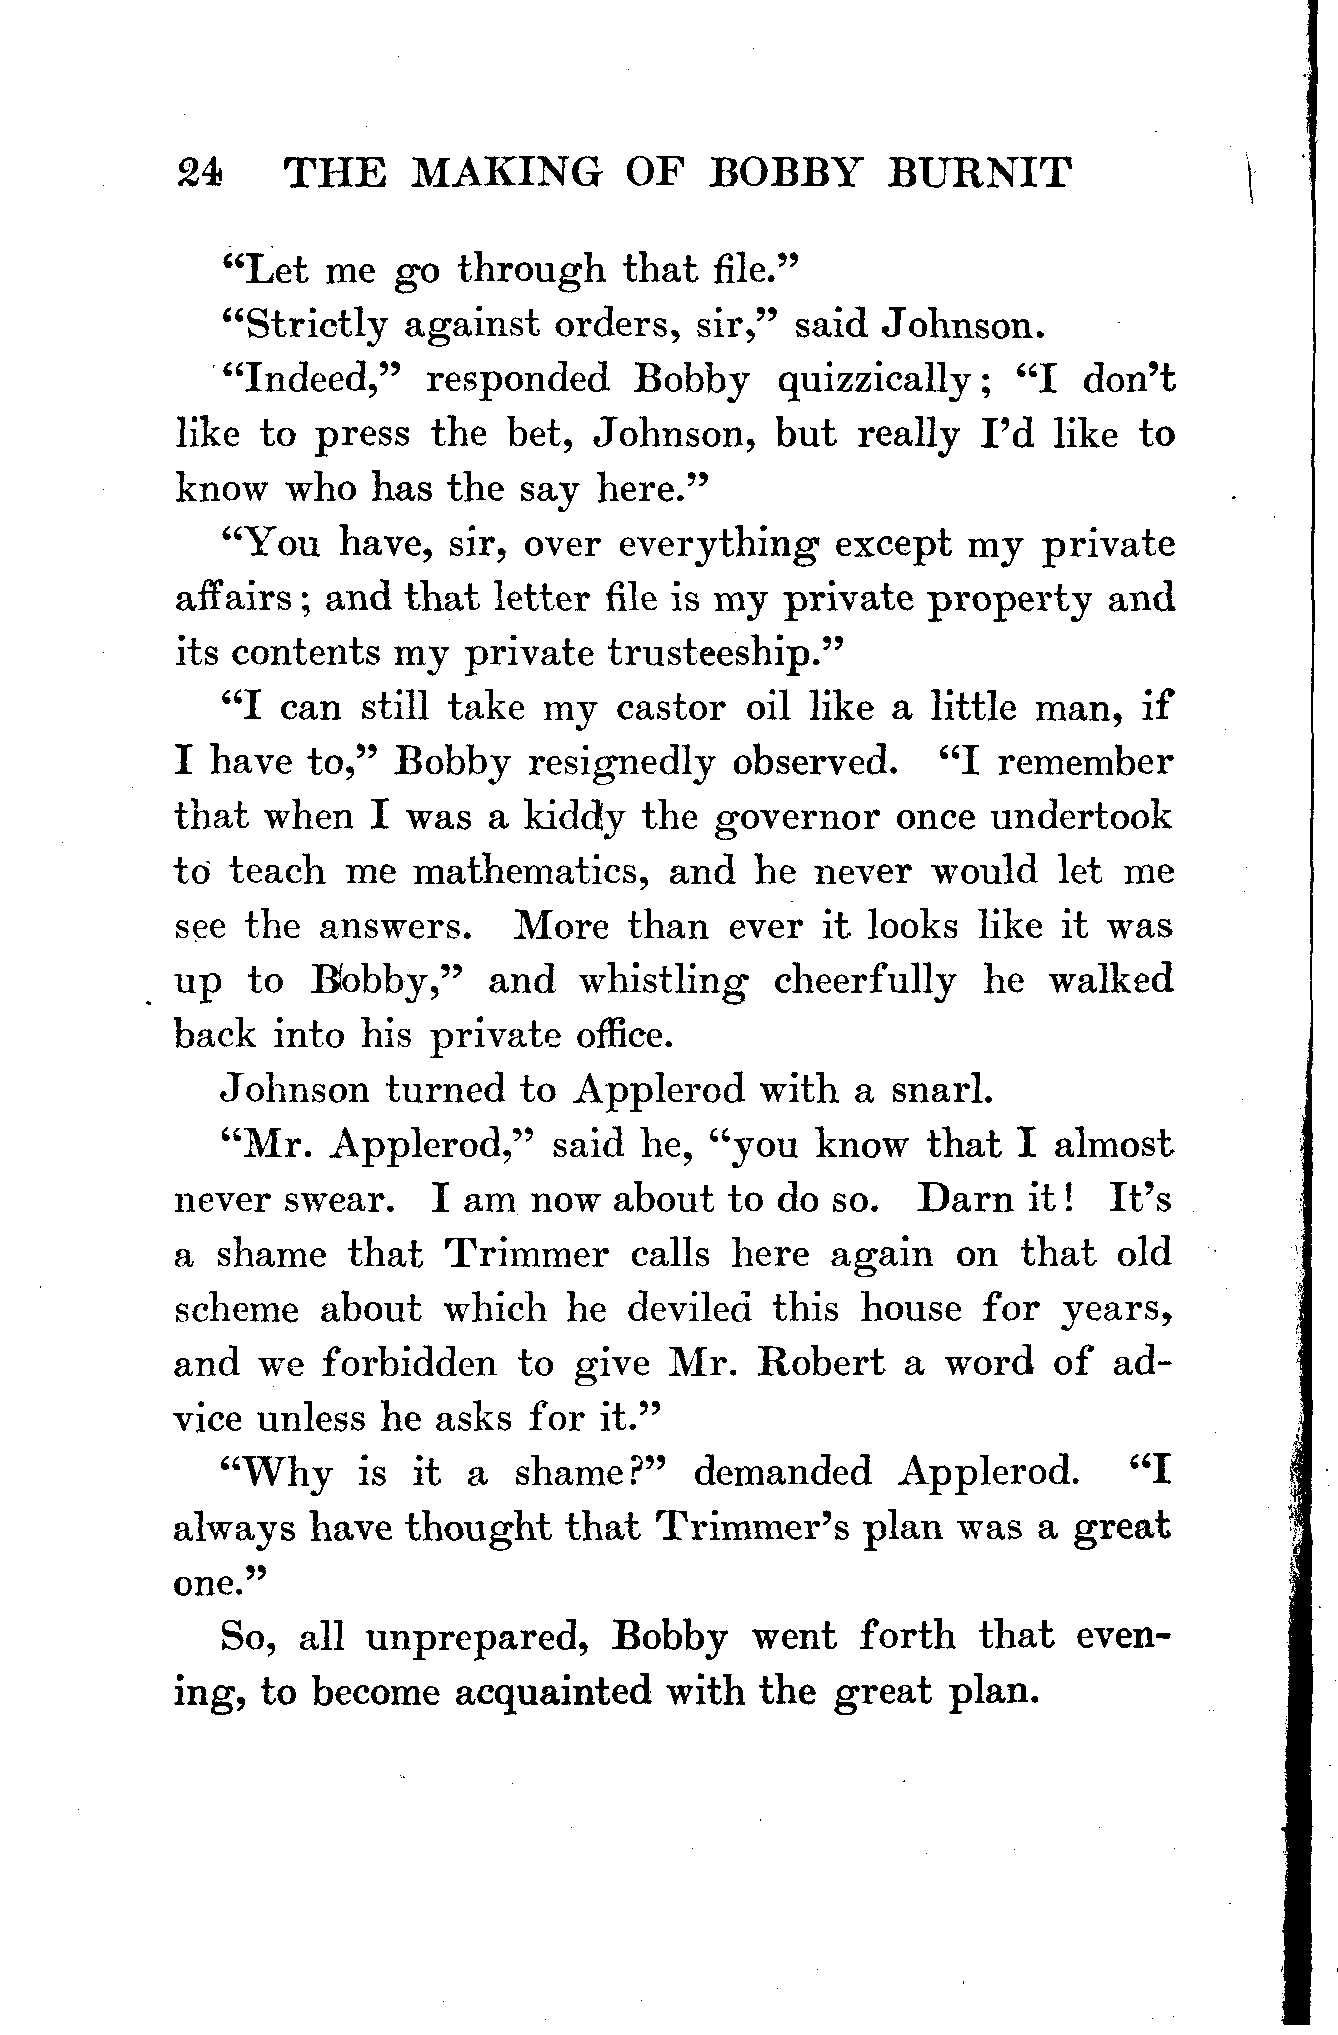 24 THE MAKING OF BOBBY BURNIT
“Let me go through that file.”
“Strictly against orders, sir,” said Johnson.
“Indeed,” responded Bobby quizzically; “I don’t
like to press the bet, Johnson, but really I’d like to
know who has the say here.”
“You have, sir, over everything except my private
affairs; and that letter file is my private property and
its contents my private trusteeship.”
“I can still take my castor oil like a little man, if
I have to,” Bobby resignedly observed. “I remember
that when I was a kiddy the governor once undertook
to teach me mathematics, and he never would let me
see the answers. More than ever it looks like it was
up to Bobby,” and whistling cheerfully he walked
back into his private office.
Johnson turned to Applerod with a snarl.
“Mr. Applerod,” said he, “you know that I almost
never swear. I am now about to do so. Darn it! It’s
a shame that Trimmer calls here again on that old
scheme about which he deviled this house for years,
and we forbidden to give Mr. Robert a word of ad-
vice unless he asks for it.”
“Why is it a shame?” demanded Applerod. “I
always have thought that Trimmer’s plan was a great
one.”
So, all unprepared, Bobby went forth that even-
ing, to become acquainted with the great plan.